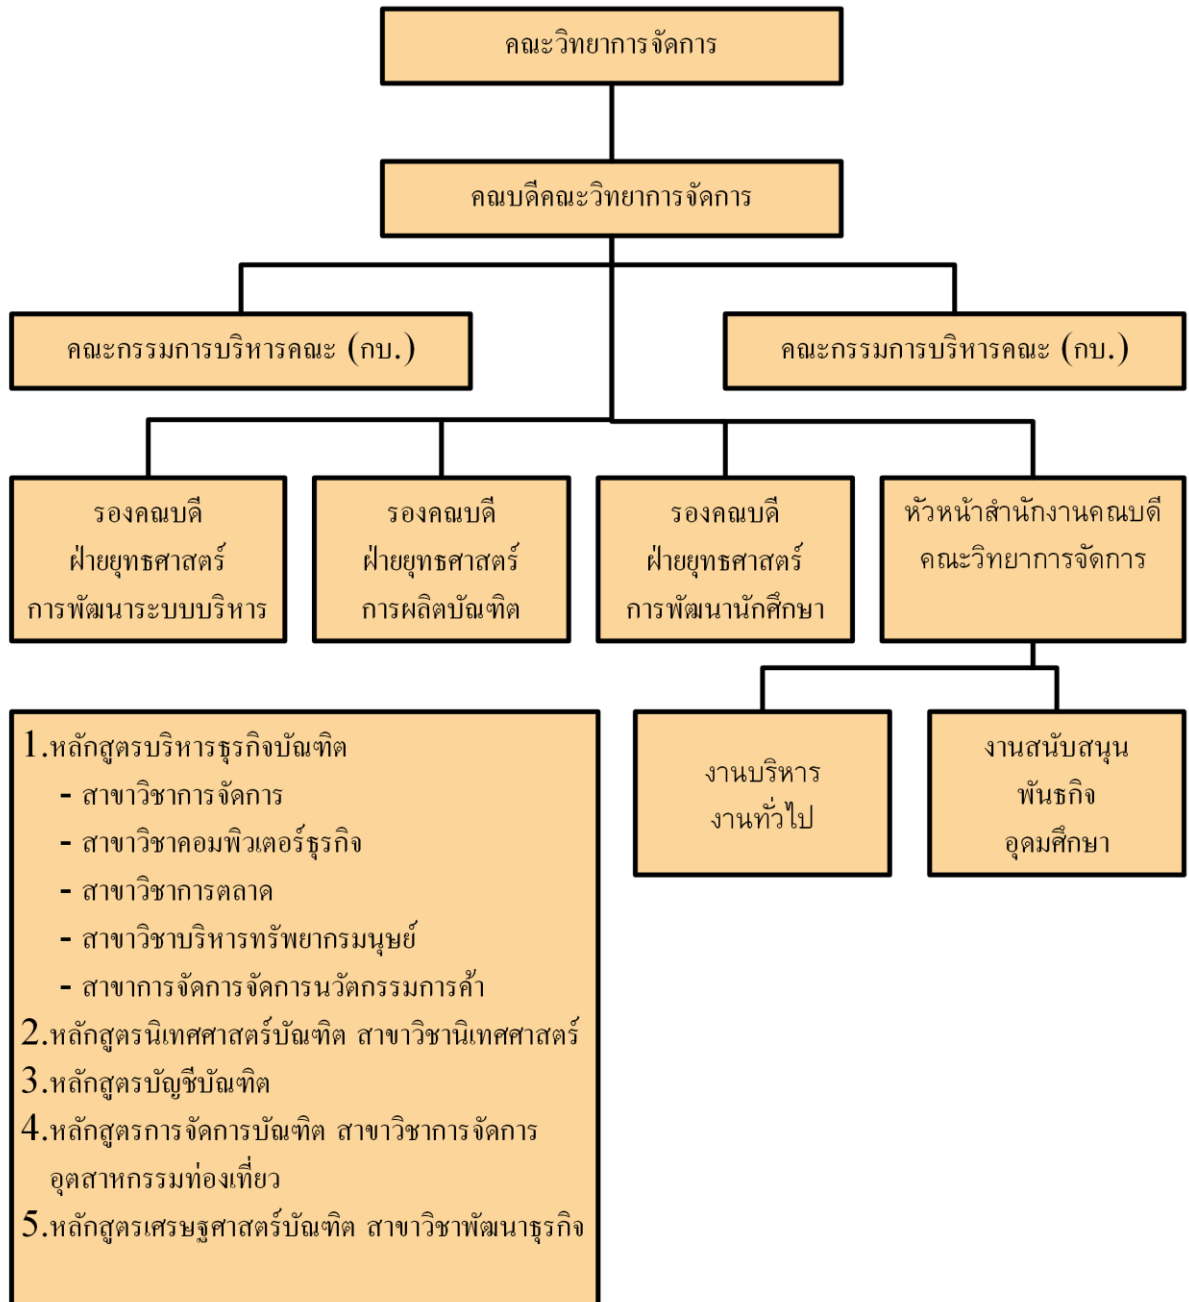 คณะวิทยาการจัดการ
คณบดีคณะวิทยาการจัดการ
คณะกรรมการบริหารคณะ (กบ.)
คณะกรรมการบริหารคณะ (กบ.)
รองคณบดี
ฝ่ายยุทธศาสตร์
การพัฒนาระบบบริหาร
รองคณบดี
ฝ่ายยุทธศาสตร์
การผลิตบัณฑิต
รองคณบดี
ฝ่ายยุทธศาสตร์
การพัฒนานักศึกษา
หัวหน้าสำนักงานคณบดี
คณะวิทยาการจัดการ
งานบริหาร
งานทั่วไป
งานสนับสนุน
พันธกิจ
อุดมศึกษา
1.หลักสูตรบริหารธุรกิจบัณฑิต
- สาขาวิชาการจัดการ
- สาขาวิชาคอมพิวเตอร์ธุรกิจ
- สาขาวิชาการตลาด
- สาขาวิชาบริหารทรัพยากรมนุษย์
- สาขาการจัดการจัดการนวัตกรรมการค้า
2.หลักสูตรนิเทศศาสตร์บัณฑิต สาขาวิชานิเทศศาสตร์
3.หลักสูตรบัญชีบัณฑิต
4.หลักสูตรการจัดการบัณฑิต สาขาวิชาการจัดการ
อุตสาหกรรมท่องเที่ยว
5.หลักสูตรเศรษฐศาสตร์บัณฑิต สาขาวิชาพัฒนาธุรกิจ